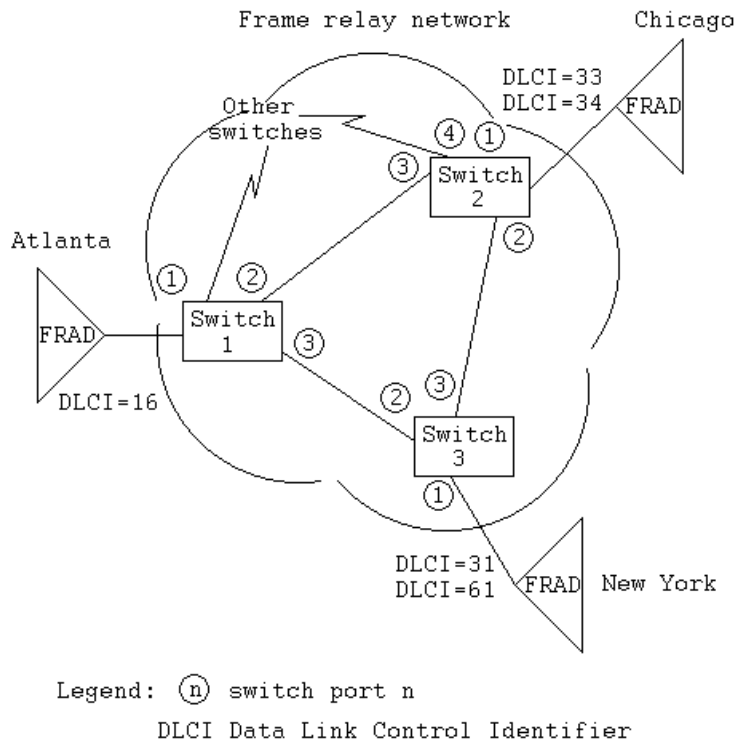 Frame relay network
Chicago
DLCI=33
DLCI=34
FRAD
Other
switches
4
1
3
Switch
2
2
Atlanta
1
2
FRAD
Switch
1
3
DLCI=16
2
3
Switch
3
1
DLCI=31
DLCI=61
FRAD
New York
Legend: n switch port n
DLCI Data Link Control Identifier